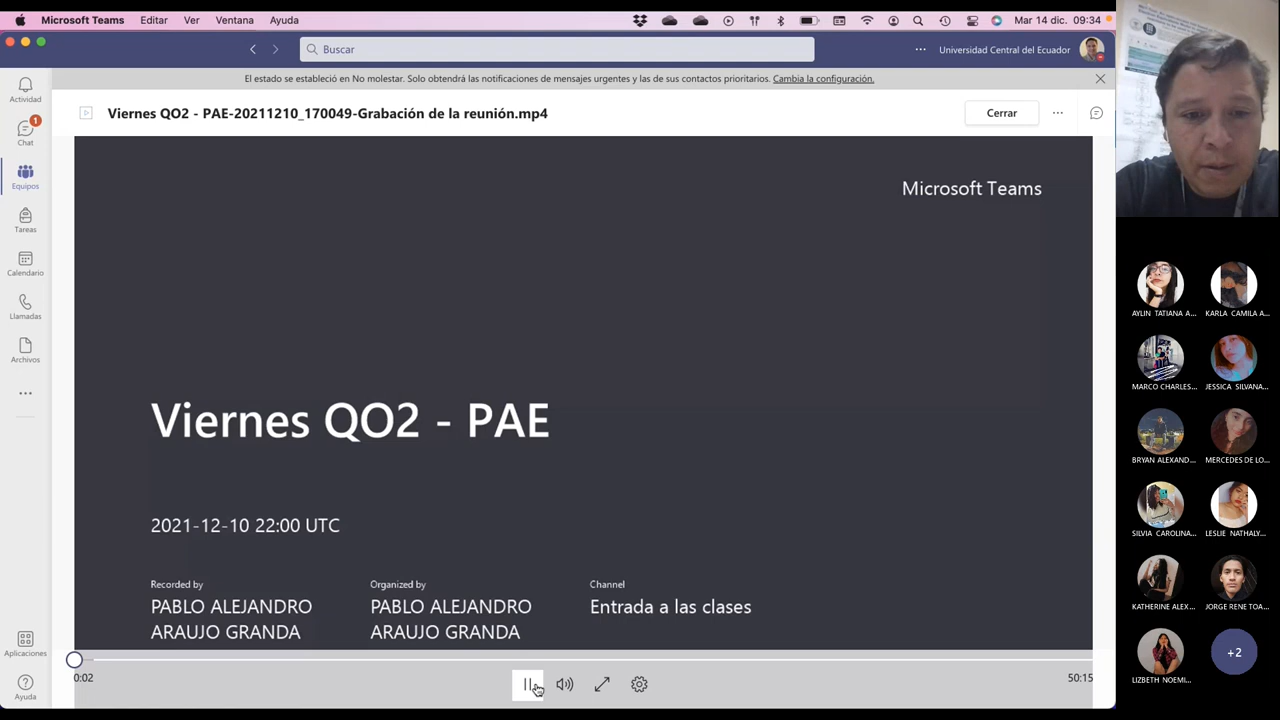 Microsoft Teams Editar Ver Ventana Ayuda
Mar 14 dic. 09:34
Buscar
Universidad Central del Ecuador
El estado se estableció en No molestar. Solo obtendrá las notificaciones de mensajes urgentes y las de sus contactos prioritarios. Cambia la configuración.
Actividad
Chat
1
Equipos
Tareas
Calendario
Llamadas
Archivos
Aplicaciones
Ayuda
Viernes QO2 - PAE-20211210_170049-Grabación de la reunión.mp4
Cerrar
Microsoft Teams
Viernes QO2 - PAE
2021-12-10 22:00 UTC
Recorded by
PABLO ALEJANDRO
ARAUJO GRANDA
Organized by
PABLO ALEJANDRO
ARAUJO GRANDA
Channel
Entrada a las clases
0:02
50:15
AYLIN TATIANA A...
KARLA CAMILA A...
MARCO CHARLES...
JESSICA SILVANA...
BRYAN ALEXAND...
MERCEDES DE LO...
SILVIA CAROLINA...
LESLIE NATHALY...
KATHERINE ALEX...
JORGE RENE TOA...
LIZBETH NOEMI...
+2